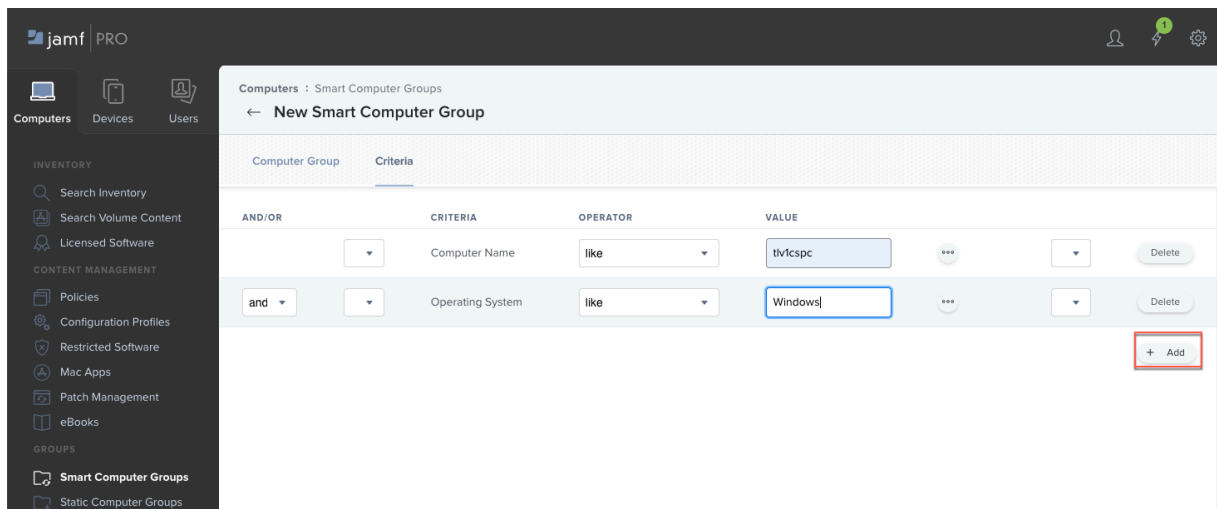 jamf PRO
1
Computers Devices Users
Computers : Smart Computer Groups
← New Smart Computer Group
Computer Group Criteria
INVENTORY
Search Inventory
Search Volume Content
Licensed Software
CONTENT MANAGEMENT
Policies
Configuration Profiles
Restricted Software
Mac Apps
Patch Management
eBooks
GROUPS
Smart Computer Groups
Static Computer Groups
AND/OR CRITERIA OPERATOR VALUE
Computer Name like tlv1cspc Delete
and Operating System like Windows Delete
+ Add